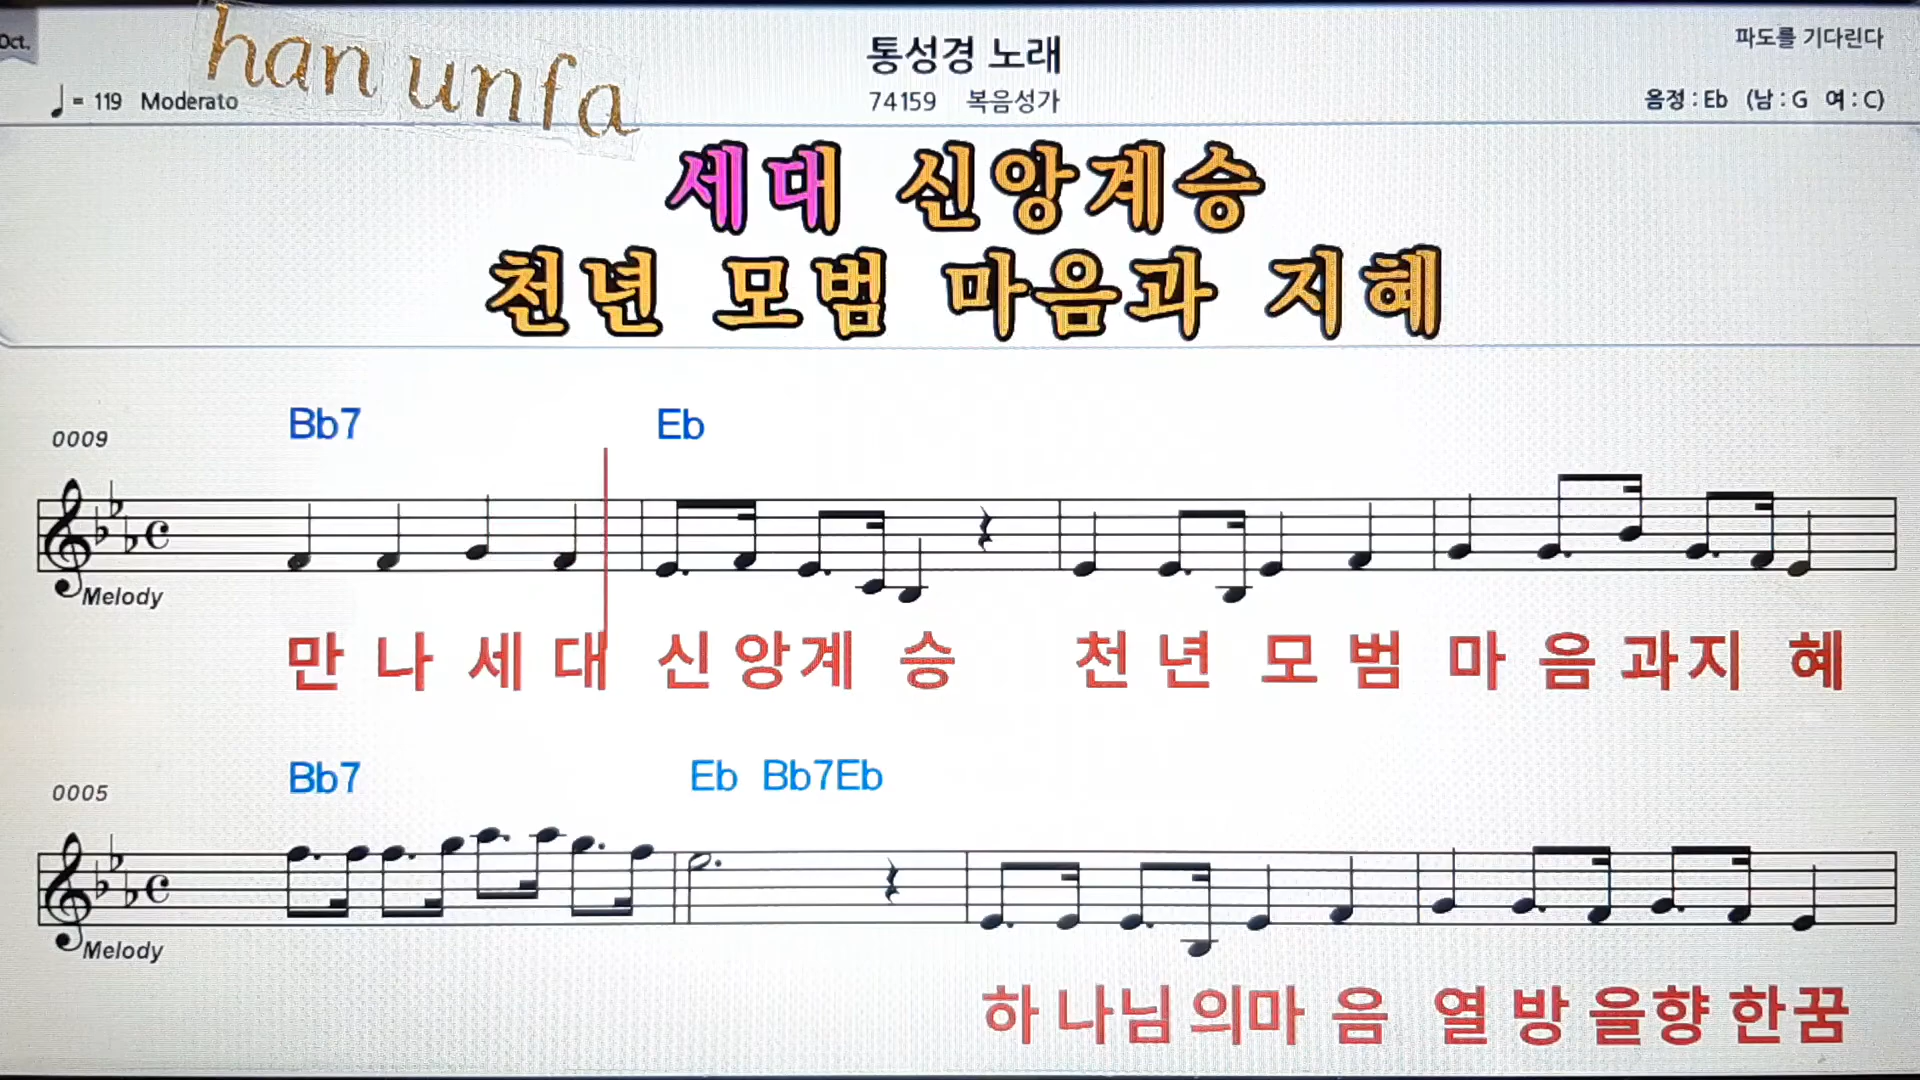 Oct.
han unfa
통성경 노래
파도를 기다린다
♩= 119 Moderato
74159 복음성가
음정 : Eb (남 : G 여 : C)
세대 신앙계승
천년 모범 마음과 지혜
Bb7 Eb
0009
Melody
만 나 세 대 신 앙계 승 천 년 모 범 마 음 과지 혜
Bb7 Eb Bb7Eb
0005
Melody
하 나님 의마 음 열 방 을향 한꿈